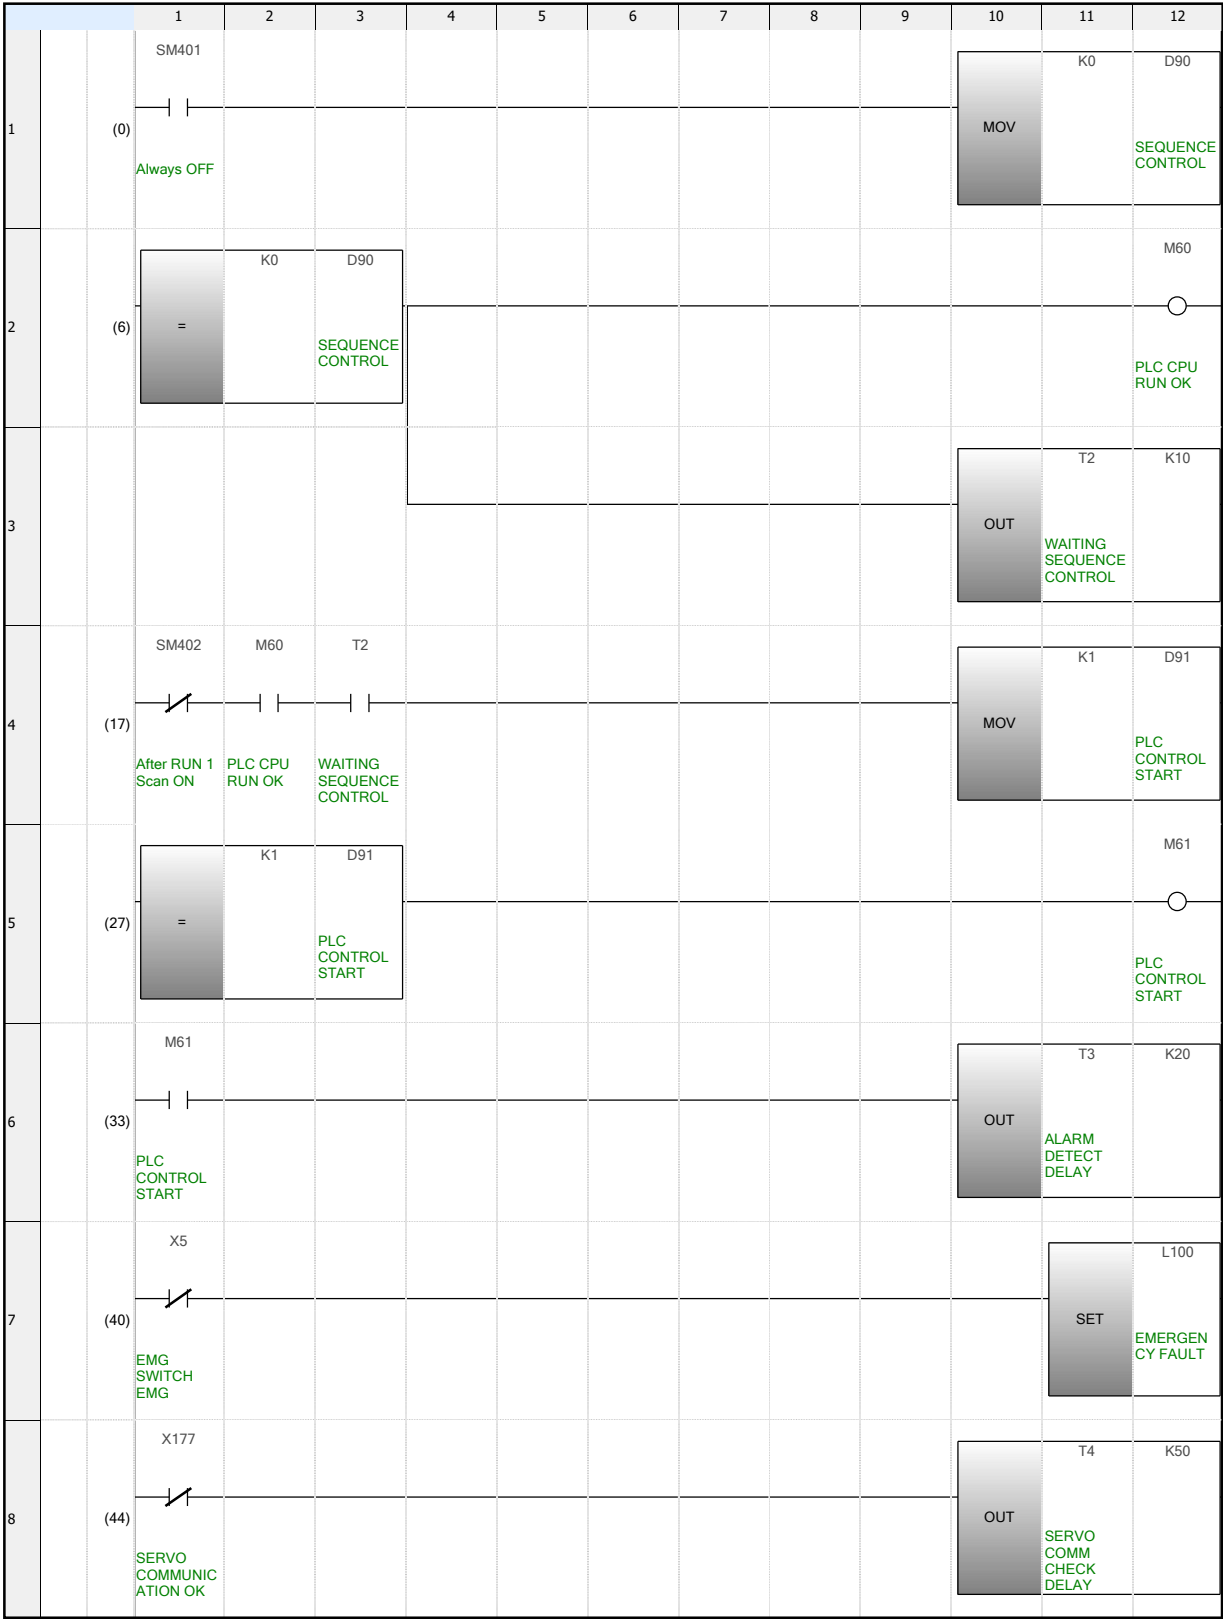 1 2 3 4 5 6 7 8 9 10 11 12
SM401 K0 D90
1 (0) MOV
Always OFF
SEQUENCE
CONTROL
K0 D90 M60
2 (6) =
SEQUENCE
CONTROL
PLC CPU
RUN OK
T2 K10
3 OUT
WAITING
SEQUENCE
CONTROL
SM402 M60 T2 K1 D91
4 (17) MOV
After RUN 1
Scan ON
PLC CPU
RUN OK
WAITING
SEQUENCE
CONTROL
PLC
CONTROL
START
K1 D91 M61
5 (27) =
PLC
CONTROL
START
PLC
CONTROL
START
M61 T3 K20
6 (33) OUT
PLC
CONTROL
START
ALARM
DETECT
DELAY
X5 L100
7 (40) SET
EMG
SWITCH
EMG
EMERGEN
CY FAULT
X177 T4 K50
8 (44) OUT
SERVO
COMMUNIC
ATION OK
SERVO
COMM
CHECK
DELAY